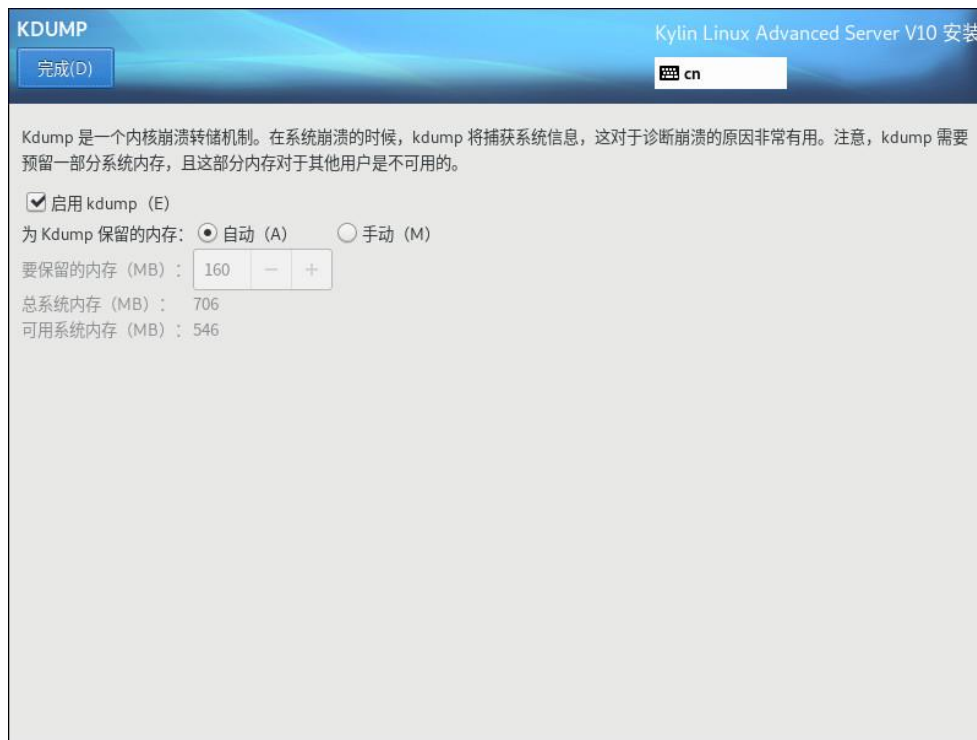 KDUMP
Kylin Linux Advanced Server V10 安装
完成(D)
cn
Kdump 是一个内核崩溃转储机制。在系统崩溃的时候，kdump 将捕获系统信息，这对于诊断崩溃的原因非常有用。注意，kdump 需要
预留一部分系统内存，且这部分内存对于其他用户是不可用的。
启用 kdump（E）
为 Kdump 保留的内存： 自动（A） 手动（M）
要保留的内存（MB）： 160 − +
总系统内存（MB）： 706
可用系统内存（MB）： 546